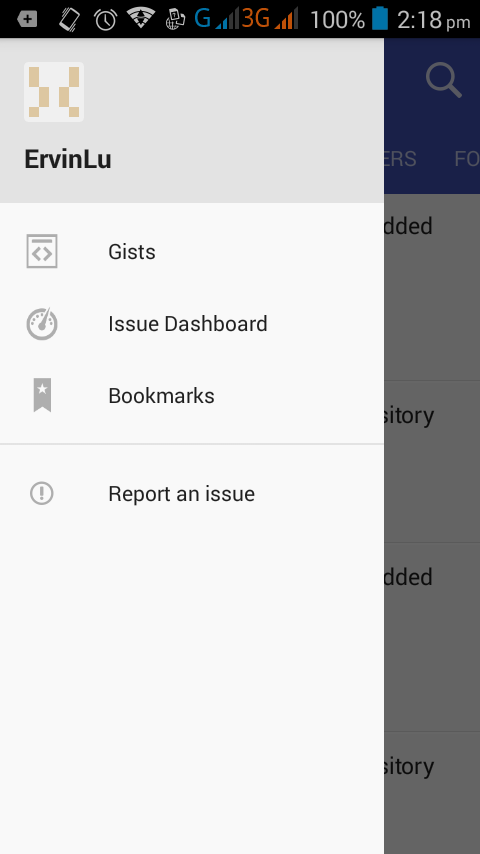 G 3G 100% 2:18 pm
ErvinLu
ERS FO
dded
Gists
Issue Dashboard
Bookmarks
sitory
Report an issue
dded
sitory